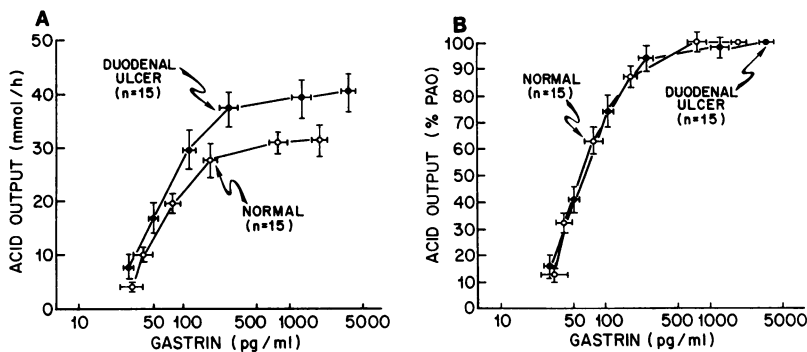 A
50
40
30
20
10
0
ACID OUTPUT (mmol/h)
DUODENAL
ULCER
(n=15)
NORMAL
(n=15)
10 50 100 500 1000 5000
GASTRIN (pg/ml)
B
100
90
80
70
60
50
40
30
20
10
0
ACID OUTPUT (% PAO)
NORMAL
(n=15)
DUODENAL
ULCER
(n=15)
10 50 100 500 1000 5000
GASTRIN (pg/ml)